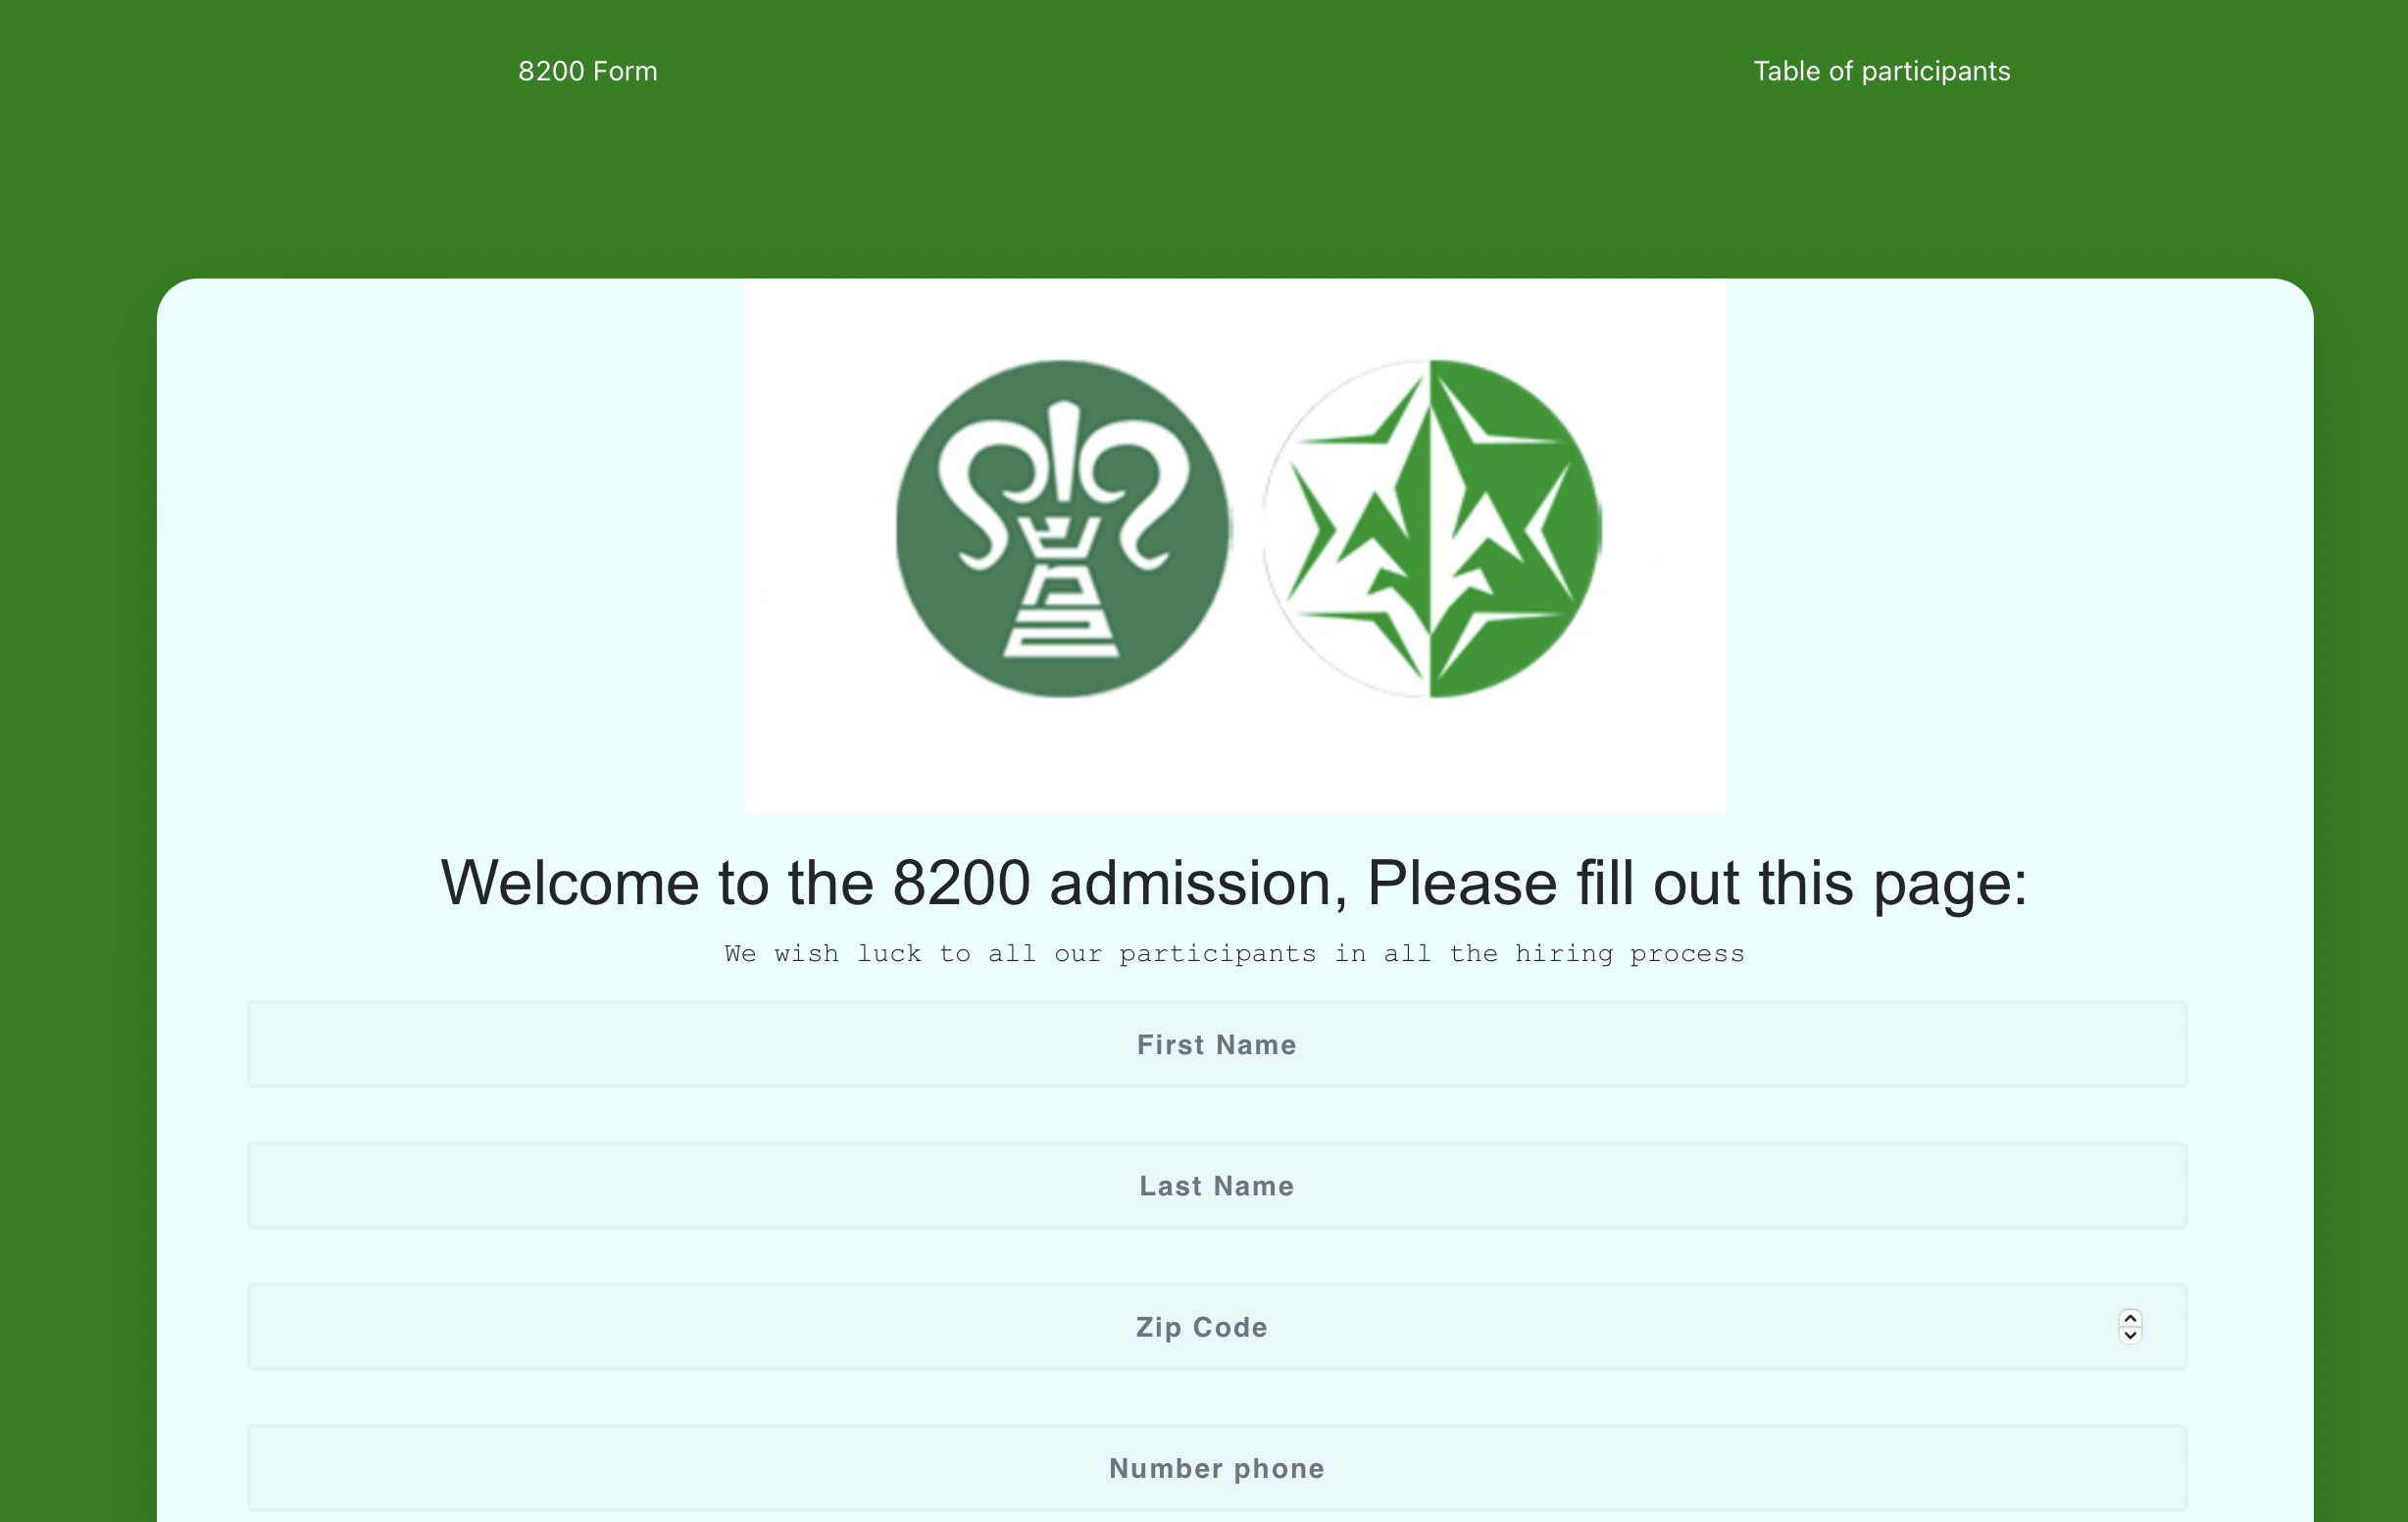 8200 Form
Table of participants
Welcome to the 8200 admission, Please fill out this page:
We wish luck to all our participants in all the hiring process
First Name
Last Name
Zip Code
Number phone